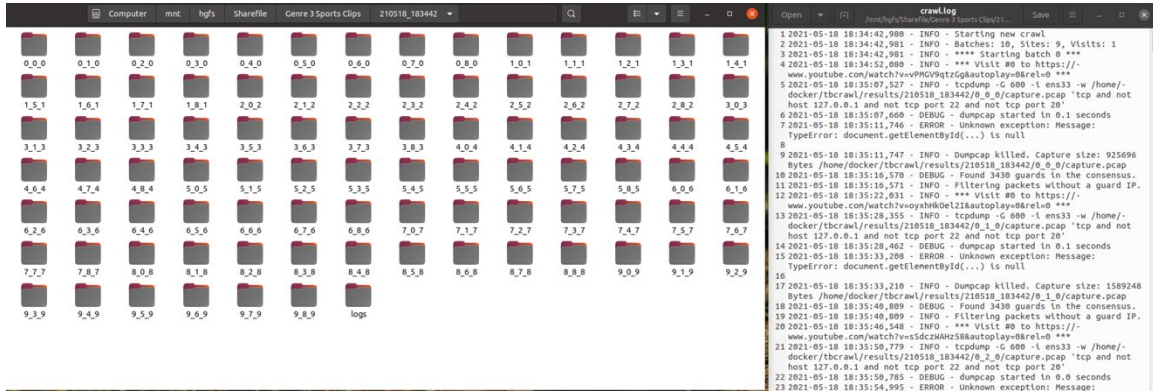 Computer mnt hgfs Sharefile Genre 3 Sports Clips 210518_183442
0_0_0 0_1_0 0_2_0 0_3_0 0_4_0 0_5_0 0_6_0 0_7_0 0_8_0 1_0_1 1_1_1 1_2_1 1_3_1 1_4_1
1_5_1 1_6_1 1_7_1 1_8_1 2_0_2 2_1_2 2_2_2 2_3_2 2_4_2 2_5_2 2_6_2 2_7_2 2_8_2 3_0_3
3_1_3 3_2_3 3_3_3 3_4_3 3_5_3 3_6_3 3_7_3 3_8_3 4_0_4 4_1_4 4_2_4 4_3_4 4_4_4 4_5_4
4_6_4 4_7_4 4_8_4 5_0_5 5_1_5 5_2_5 5_3_5 5_4_5 5_5_5 5_6_5 5_7_5 5_8_5 6_0_6 6_1_6
6_2_6 6_3_6 6_4_6 6_5_6 6_6_6 6_7_6 6_8_6 7_0_7 7_1_7 7_2_7 7_3_7 7_4_7 7_5_7 7_6_7
7_7_7 7_8_7 8_0_8 8_1_8 8_2_8 8_3_8 8_4_8 8_5_8 8_6_8 8_7_8 8_8_8 9_0_9 9_1_9 9_2_9
9_3_9 9_4_9 9_5_9 9_6_9 9_7_9 9_8_9 logs
Open crawl.log Save
/mnt/hgfs/Sharefile/Genre 3 Sports Clips/21...
1 2021-05-18 18:34:42,980 - INFO - Starting new crawl
2 2021-05-18 18:34:42,981 - INFO - Batches: 10, Sites: 9, Visits: 1
3 2021-05-18 18:34:42,981 - INFO - **** Starting batch 0 ***
4 2021-05-18 18:34:52,080 - INFO - *** Visit #0 to https://-
www.youtube.com/watch?v=vPMGV9qtzGg&autoplay=0&rel=0 ***
5 2021-05-18 18:35:07,527 - INFO - tcpdump -G 600 -i ens33 -w /home/-
docker/tbcrawl/results/210518_183442/0_0_0/capture.pcap 'tcp and not
host 127.0.0.1 and not tcp port 22 and not tcp port 20'
6 2021-05-18 18:35:07,660 - DEBUG - dumpcap started in 0.1 seconds
7 2021-05-18 18:35:11,746 - ERROR - Unknown exception: Message:
TypeError: document.getElementById(...) is null
8
9 2021-05-18 18:35:11,747 - INFO - Dumpcap killed. Capture size: 925696
Bytes /home/docker/tbcrawl/results/210518_183442/0_0_0/capture.pcap
10 2021-05-18 18:35:16,570 - DEBUG - Found 3430 guards in the consensus.
11 2021-05-18 18:35:16,571 - INFO - Filtering packets without a guard IP.
12 2021-05-18 18:35:22,031 - INFO - *** Visit #0 to https://-
www.youtube.com/watch?v=oyxhHkOelZI&autoplay=0&rel=0 ***
13 2021-05-18 18:35:28,355 - INFO - tcpdump -G 600 -i ens33 -w /home/-
docker/tbcrawl/results/210518_183442/0_1_0/capture.pcap 'tcp and not
host 127.0.0.1 and not tcp port 22 and not tcp port 20'
14 2021-05-18 18:35:28,462 - DEBUG - dumpcap started in 0.1 seconds
15 2021-05-18 18:35:33,208 - ERROR - Unknown exception: Message:
TypeError: document.getElementById(...) is null
16
17 2021-05-18 18:35:33,210 - INFO - Dumpcap killed. Capture size: 1589248
Bytes /home/docker/tbcrawl/results/210518_183442/0_1_0/capture.pcap
18 2021-05-18 18:35:40,809 - DEBUG - Found 3430 guards in the consensus.
19 2021-05-18 18:35:40,809 - INFO - Filtering packets without a guard IP.
20 2021-05-18 18:35:46,548 - INFO - *** Visit #0 to https://-
www.youtube.com/watch?v=sSdczWAHz58&autoplay=0&rel=0 ***
21 2021-05-18 18:35:50,779 - INFO - tcpdump -G 600 -i ens33 -w /home/-
docker/tbcrawl/results/210518_183442/0_2_0/capture.pcap 'tcp and not
host 127.0.0.1 and not tcp port 22 and not tcp port 20'
22 2021-05-18 18:35:50,785 - DEBUG - dumpcap started in 0.0 seconds
23 2021-05-18 18:35:54,995 - ERROR - Unknown exception: Message: